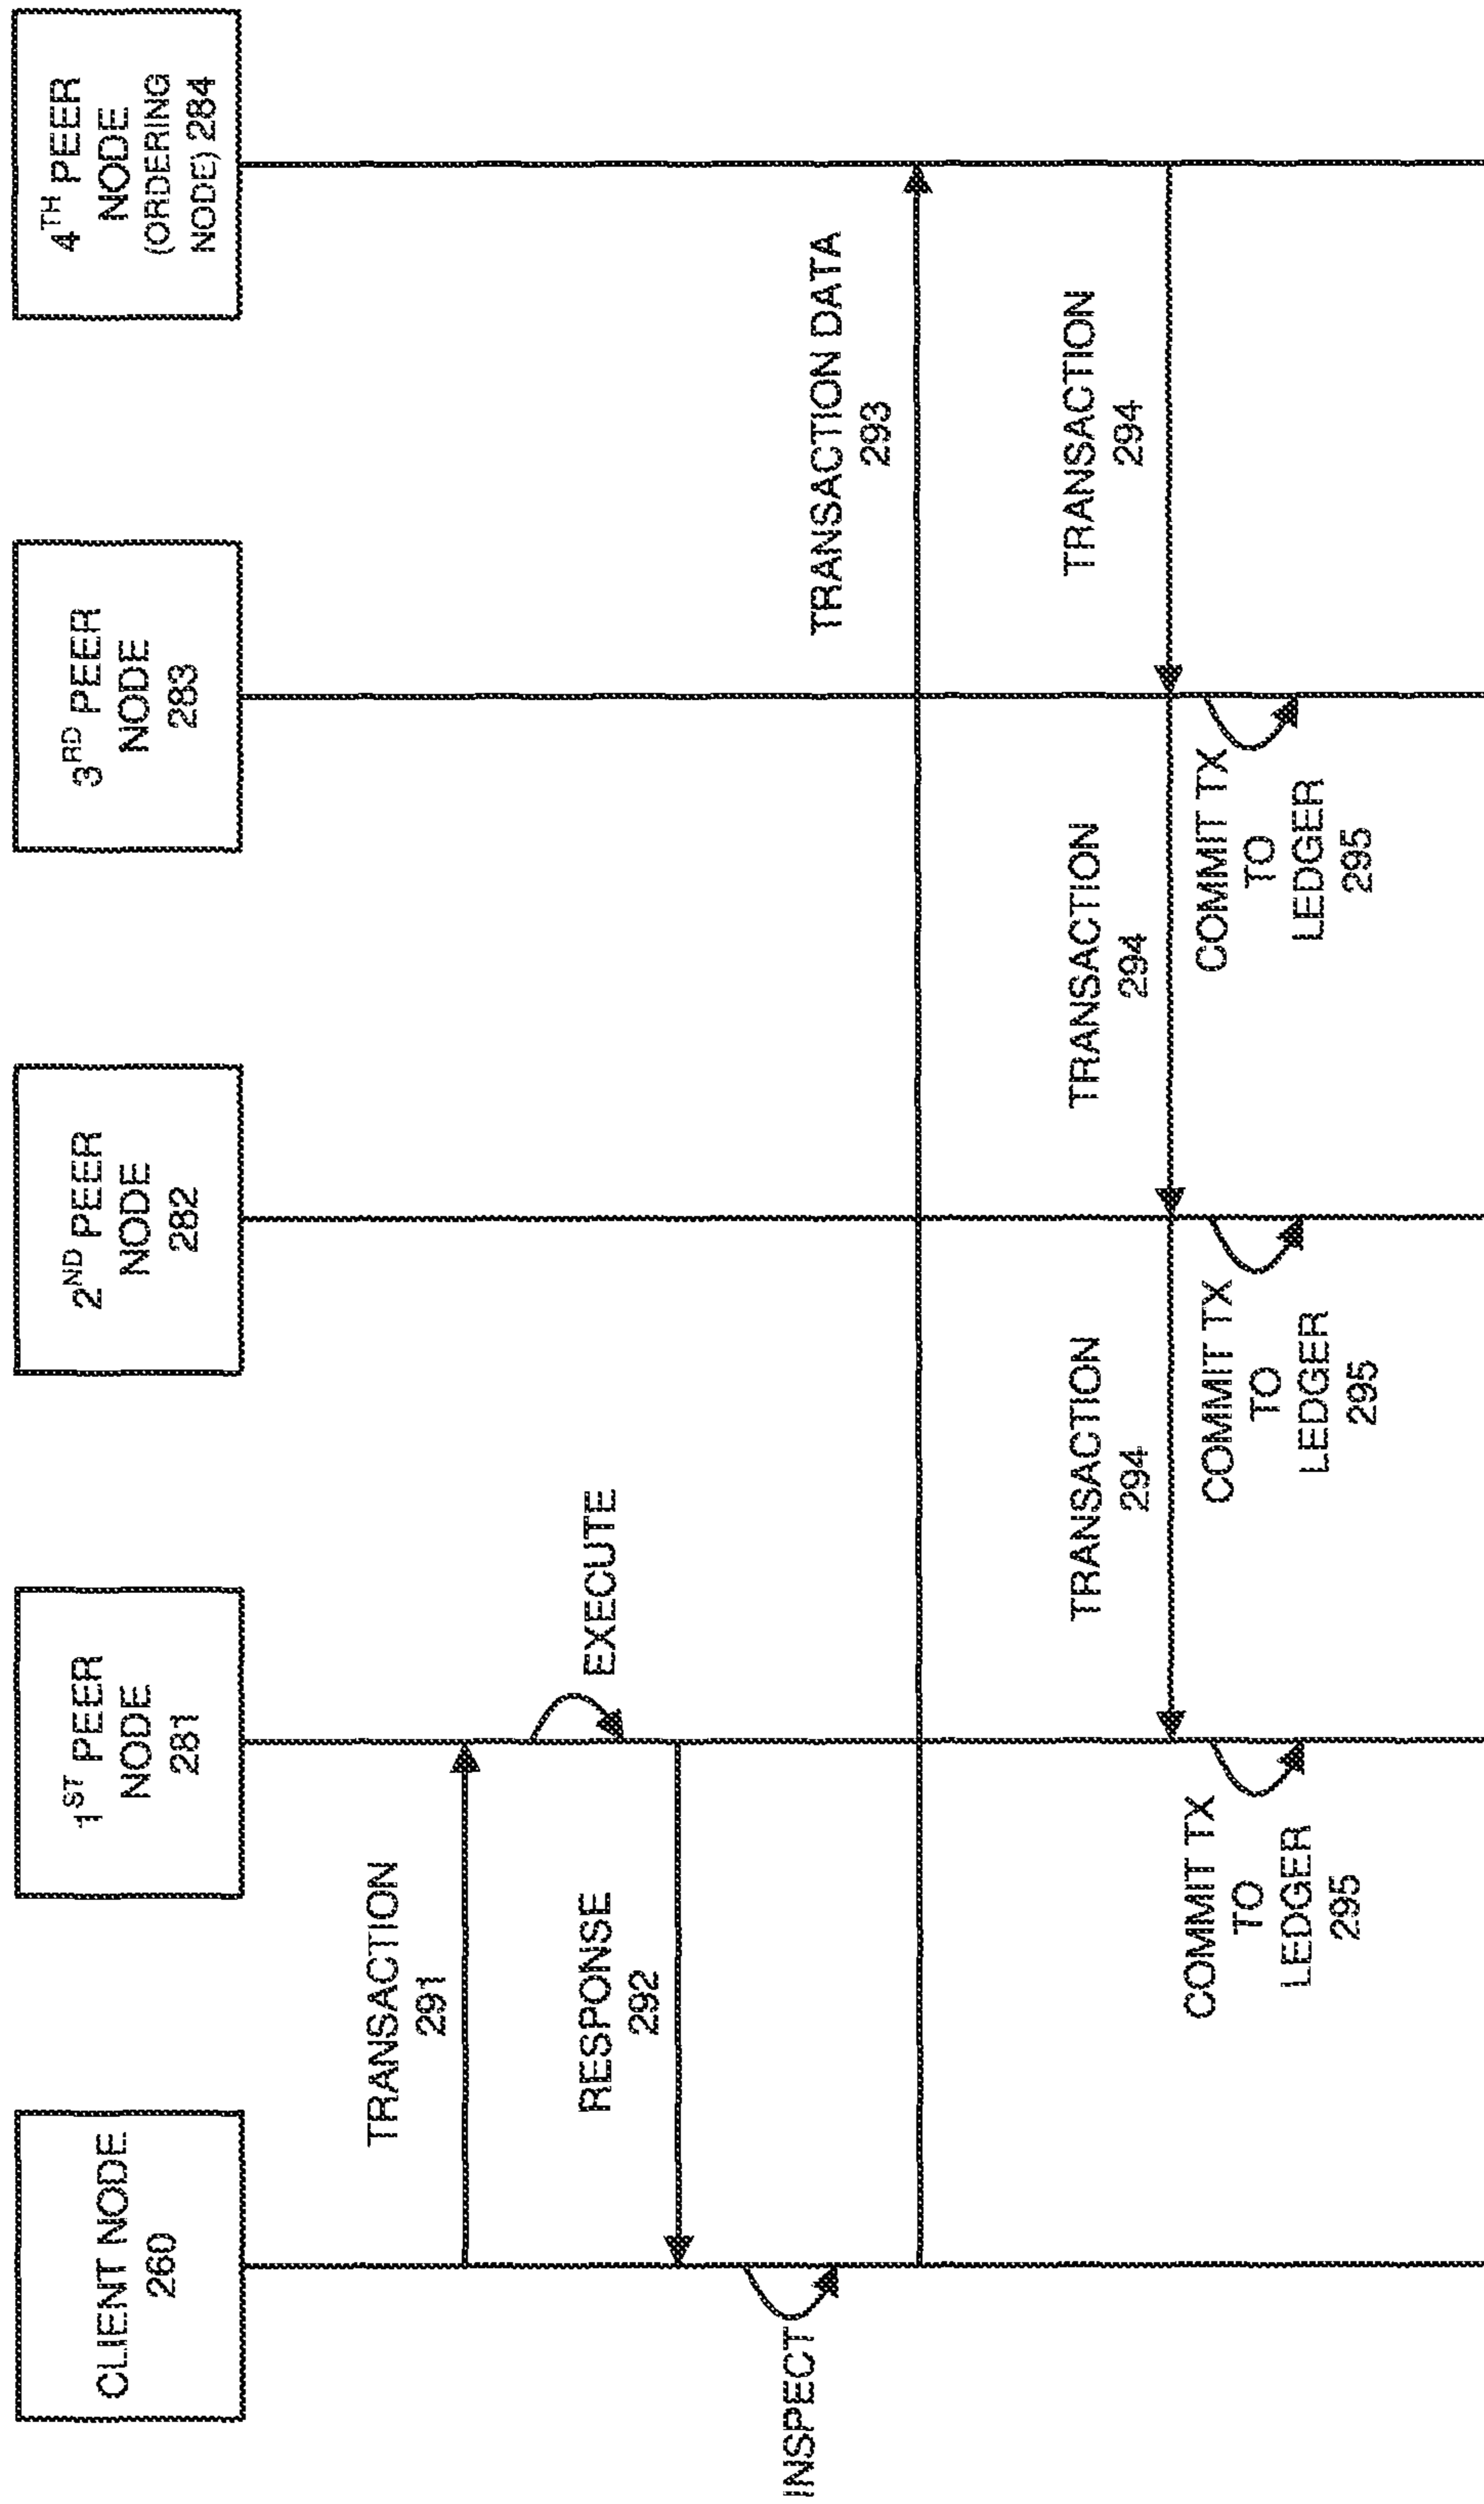 CLIENT NODE
260
1ST PEER
NODE
281
2ND PEER
NODE
282
3RD PEER
NODE
283
4TH PEER
NODE
(ORDERING
NODE) 284
TRANSACTION
291
EXECUTE
RESPONSE
292
INSPECT
TRANSACTION DATA
293
TRANSACTION
294
TRANSACTION
294
TRANSACTION
294
COMMIT TX
TO
LEDGER
295
COMMIT TX
TO
LEDGER
295
COMMIT TX
TO
LEDGER
295